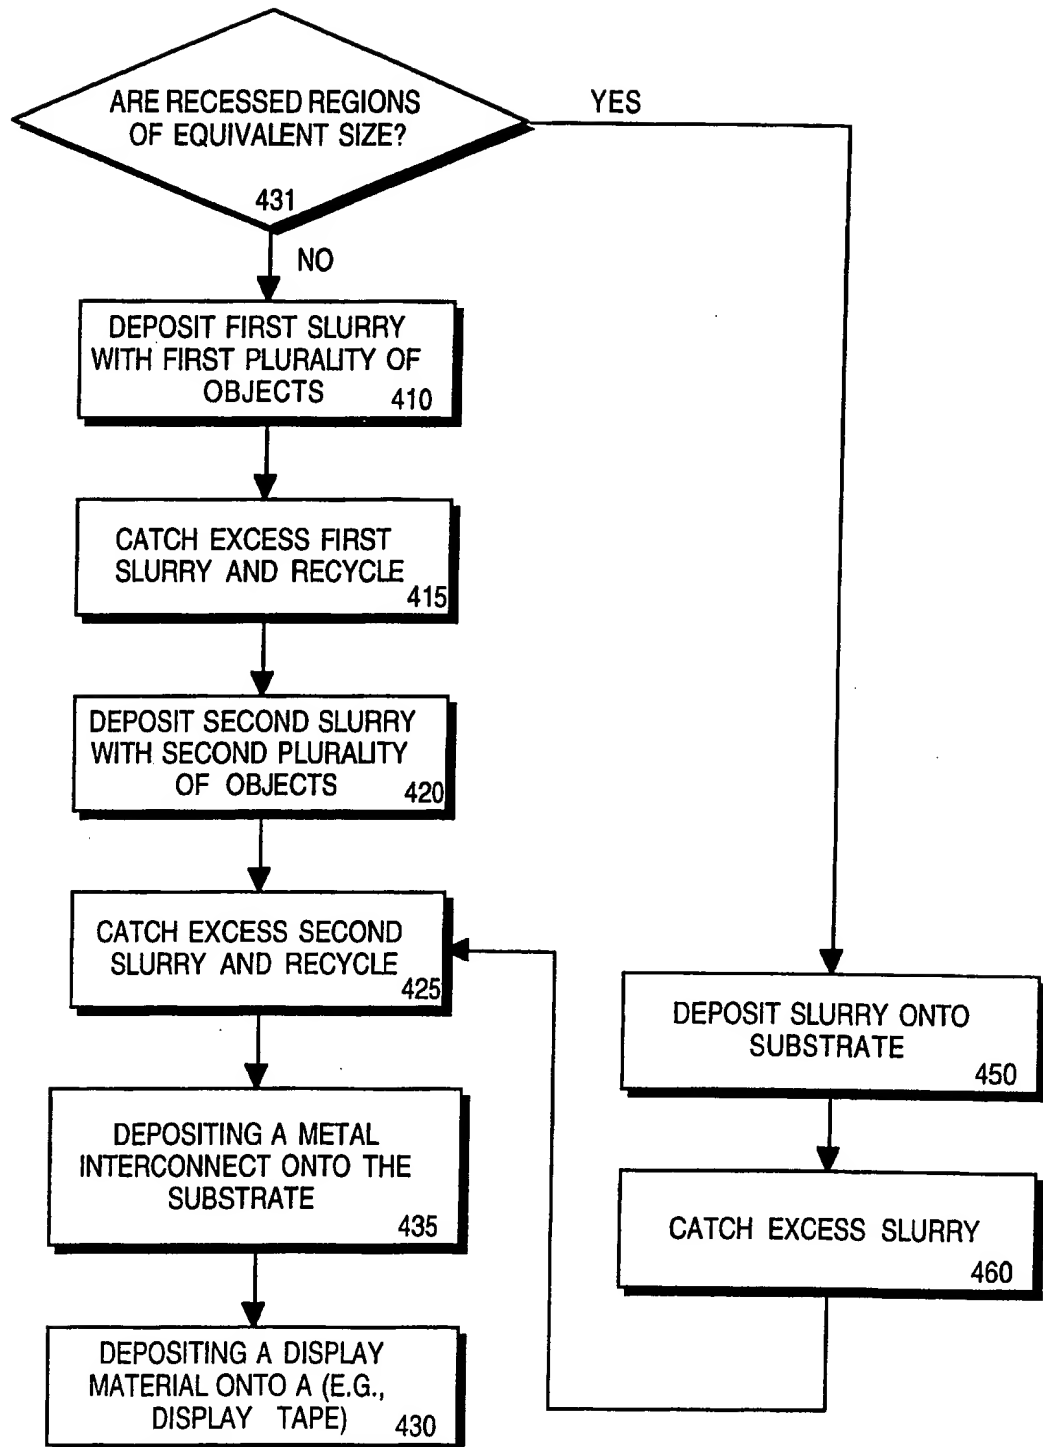 ARE RECESSED REGIONS
OF EQUIVALENT SIZE?
431
YES
NO
DEPOSIT FIRST SLURRY
WITH FIRST PLURALITY OF
OBJECTS 410
CATCH EXCESS FIRST
SLURRY AND RECYCLE
415
DEPOSIT SECOND SLURRY
WITH SECOND PLURALITY
OF OBJECTS 420
CATCH EXCESS SECOND
SLURRY AND RECYCLE
425
DEPOSITING A METAL
INTERCONNECT ONTO THE
SUBSTRATE
435
DEPOSITING A DISPLAY
MATERIAL ONTO A (E.G.,
DISPLAY TAPE) 430
DEPOSIT SLURRY ONTO
SUBSTRATE
450
CATCH EXCESS SLURRY
460